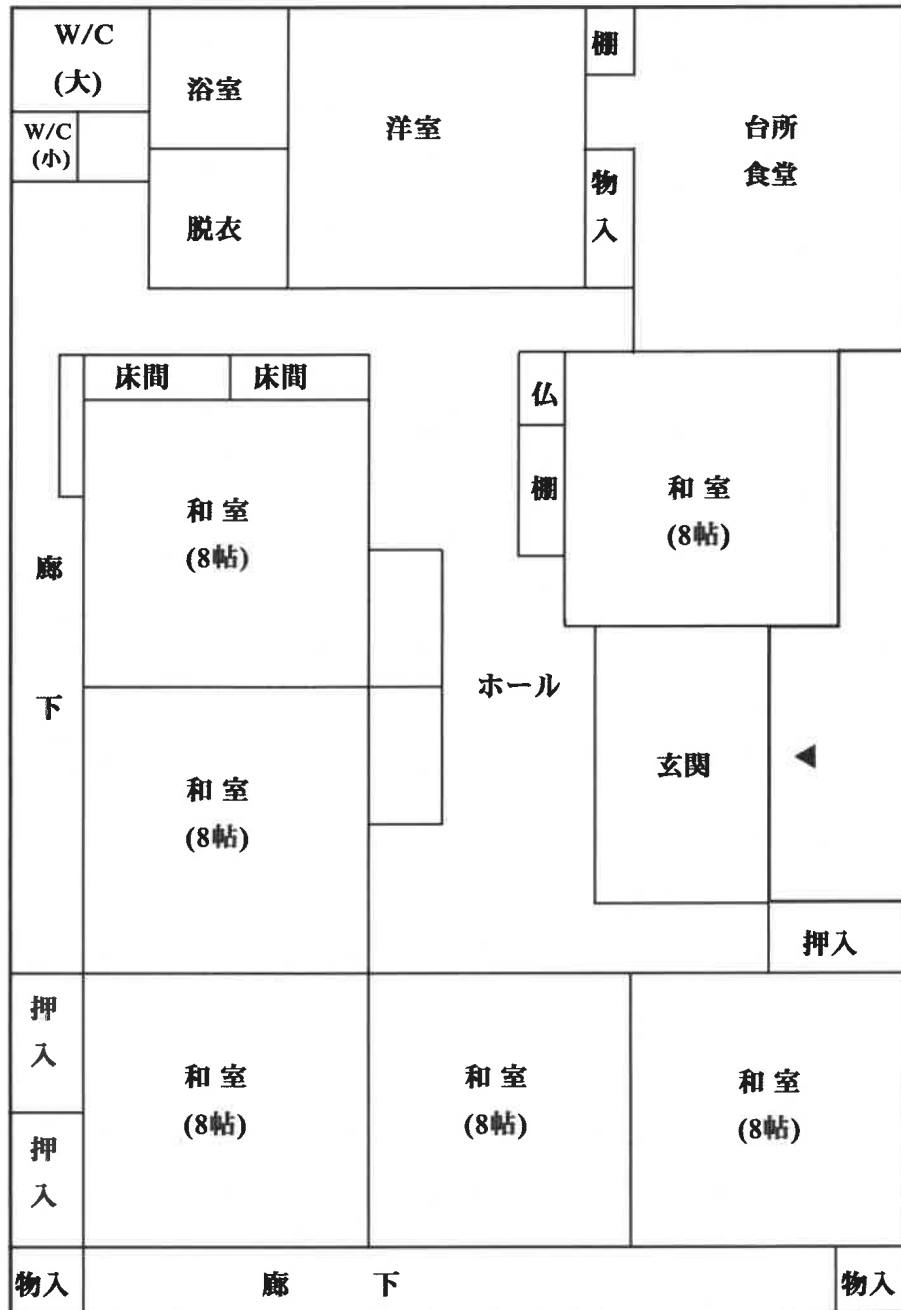 W/C
(大)
浴室
洋室
棚
台所
食堂
W/C
(小)
脱衣
物
入
床間
床間
仏
棚
和室
(8帖)
和室
(8帖)
廊
下
ホール
和室
(8帖)
玄関
◀
押入
押
入
和室
(8帖)
和室
(8帖)
和室
(8帖)
押
入
物入
廊下
物入